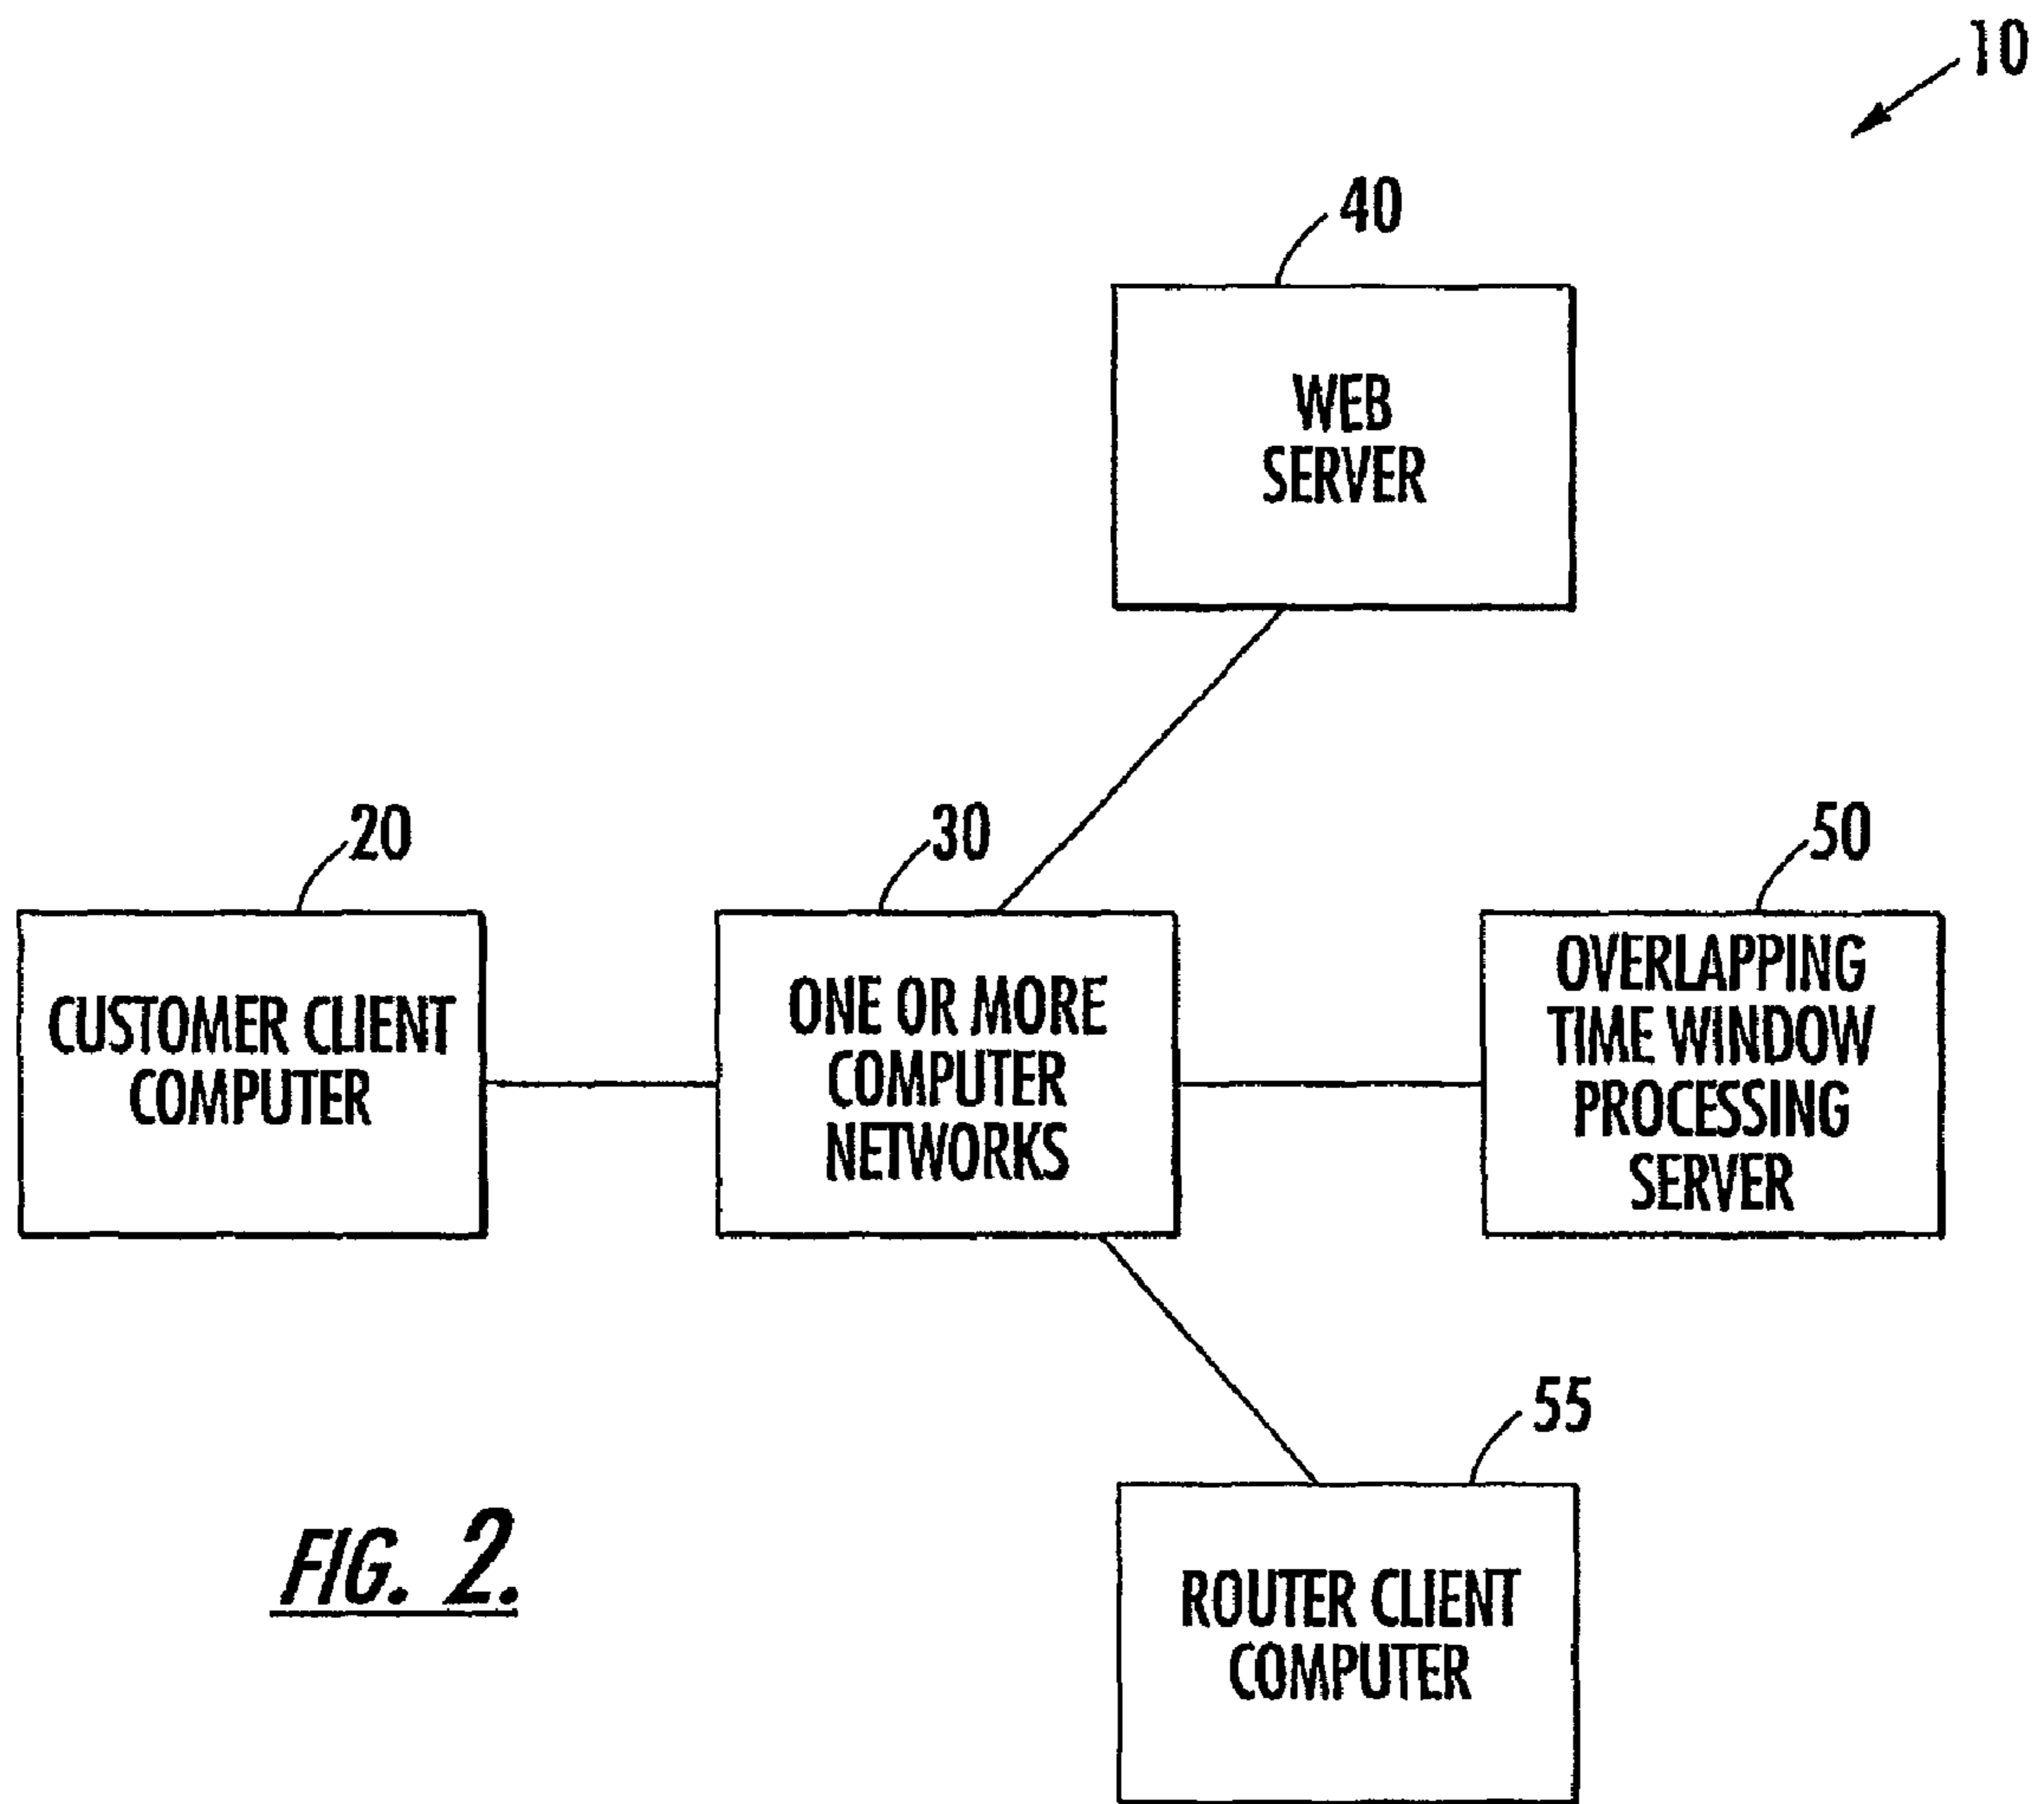 10
40
WEB
SERVER
20
30
50
CUSTOMER CLIENT
COMPUTER
ONE OR MORE
COMPUTER
NETWORKS
OVERLAPPING
TIME WINDOW
PROCESSING
SERVER
55
ROUTER CLIENT
COMPUTER
FIG. 2.